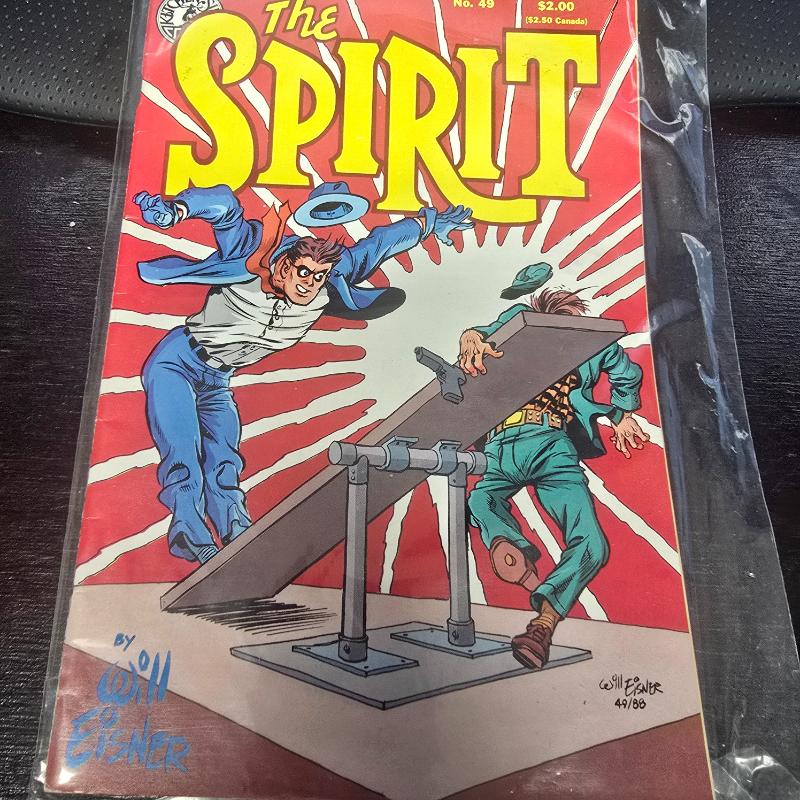 The
No. 49
$2.00
($2.50 Canada)
SPIRIT
BY
Will
EISNER
Will EISNER
49/88